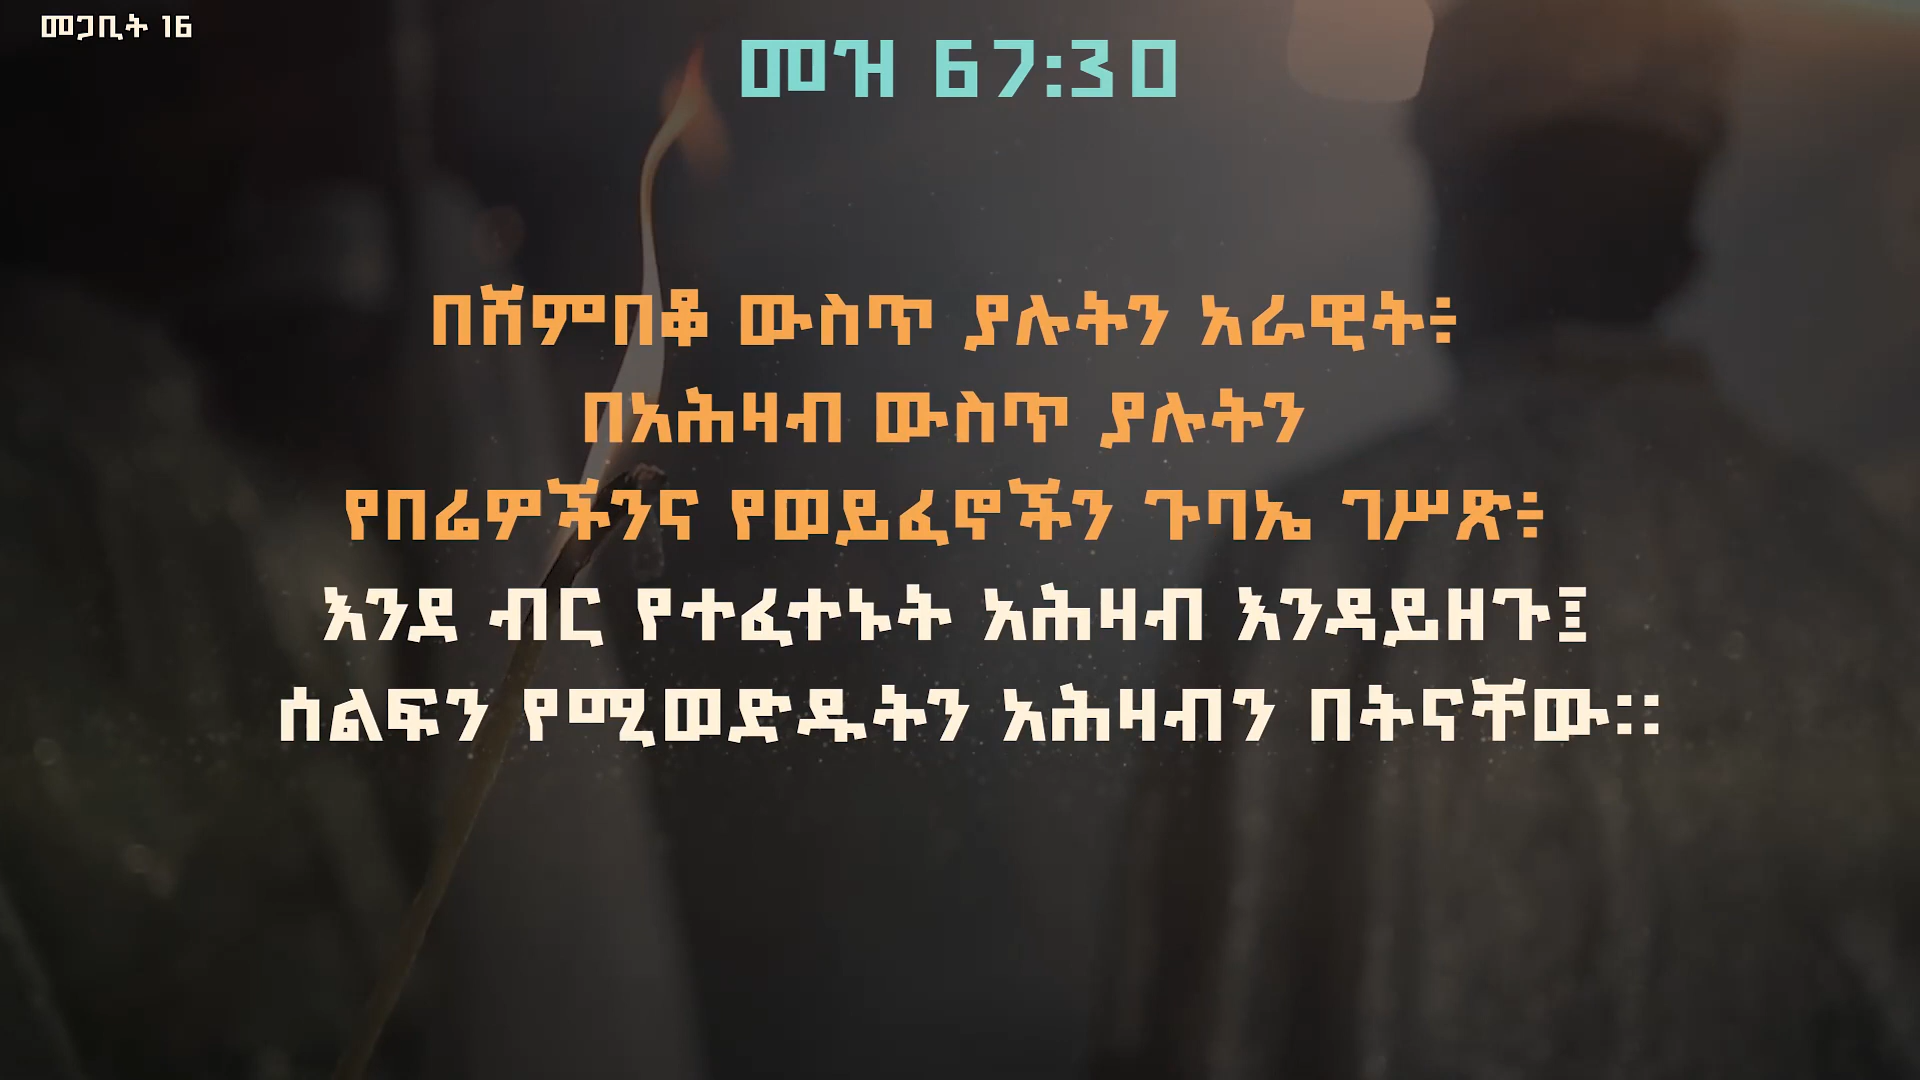 መጋቢት 16
መዝ 67:30
በሸምበቆ ውስጥ ያሉትን አራዊት፥
በአሕዛብ ውስጥ ያሉትን
የበሬዎችንና የወይፈኖችን ጉባኤ ገሥጽ፥
እንደ ብር የተፈተኑት አሕዛብ እንዳይዘጉ፤
ሰልፍን የሚወድዱትን አሕዛብን በትናቸው።